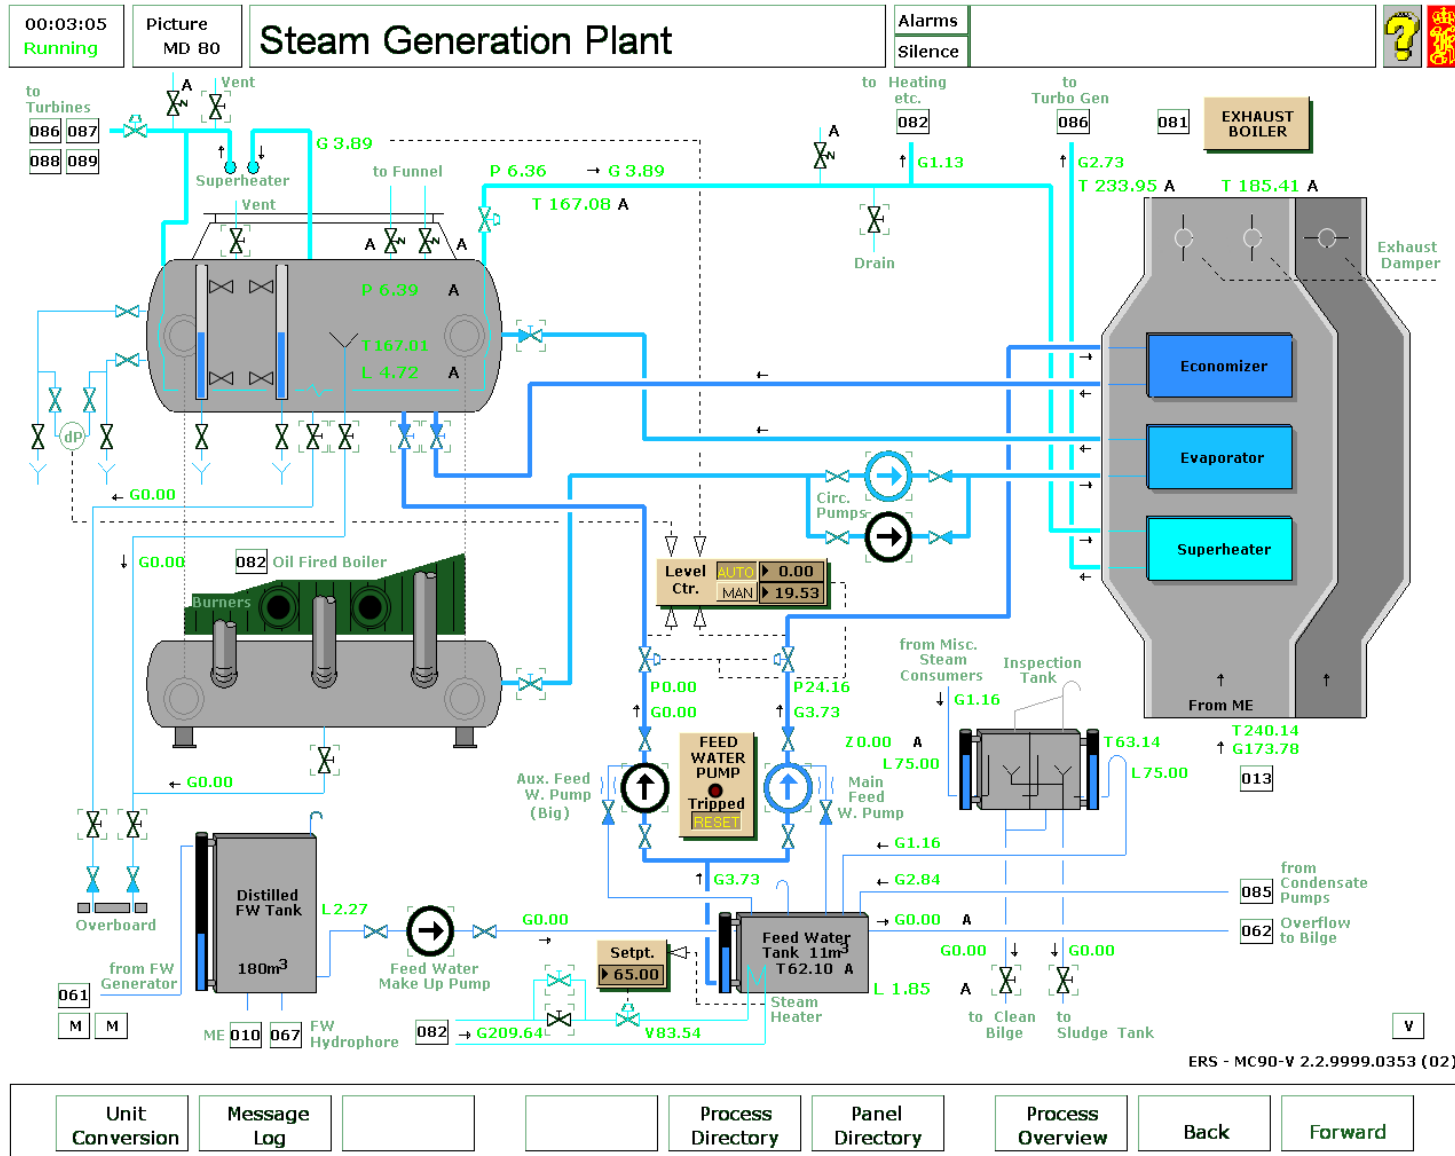 00:03:05
Running
Picture
MD 80
Steam Generation Plant
Alarms
Silence
?
to
Turbines
086 087
088 089
A
Vent
G 3.89
Superheater
Vent
to Funnel
P 6.36 → G 3.89
T 167.08 A
A
Drain
to Heating
etc.
082
G1.13
to
Turbo Gen
086
G2.73
081
EXHAUST
BOILER
T 233.95 A
T 185.41 A
Exhaust
Damper
A
A
P 6.39 A
T167.01
L 4.72 A
Economizer
Evaporator
Superheater
dP
Circ.
Pumps
G0.00
G0.00
082 Oil Fired Boiler
Burners
Level
Ctr.
AUTO
0.00
MAN
19.53
P0.00
G0.00
P24.16
G3.73
from Misc.
Steam
Consumers
G1.16
Inspection
Tank
From ME
T240.14
G173.78
013
Z0.00 A
L75.00
T63.14
L75.00
FEED
WATER
PUMP
Tripped
RESET
Aux. Feed
W. Pump
(Big)
Main
Feed
W. Pump
G0.00
G1.16
G3.73
G2.84
085
from
Condensate
Pumps
G0.00 A
062
Overflow
to Bilge
Overboard
Distilled
FW Tank
180m3
L2.27
Feed Water
Make Up Pump
G0.00
Setpt.
65.00
Feed Water
Tank 11m3
T62.10 A
L 1.85 A
Steam
Heater
G0.00
G0.00
to Clean
Bilge
to
Sludge Tank
from FW
Generator
061
M M
ME 010 067
FW
Hydrophore
082
G209.64
V83.54
V
ERS - MC90-V 2.2.9999.0353 (02)
Unit
Conversion
Message
Log
Process
Directory
Panel
Directory
Process
Overview
Back
Forward